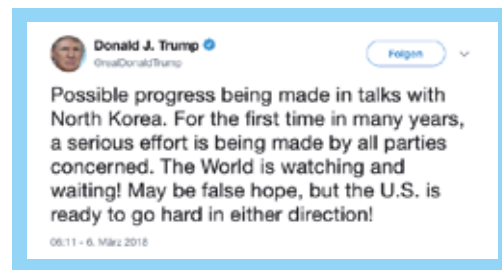 Donald J. Trump
@realDonaldTrump
Folgen
Possible progress being made in talks with
North Korea. For the first time in many years,
a serious effort is being made by all parties
concerned. The World is watching and
waiting! May be false hope, but the U.S. is
ready to go hard in either direction!
06:11 - 6. März 2018